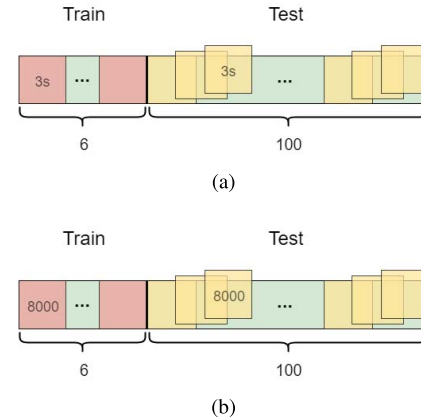 Train Test
3s ... 3s ...
6 100
(a)
Train Test
8000 ... 8000 ...
6 100
(b)